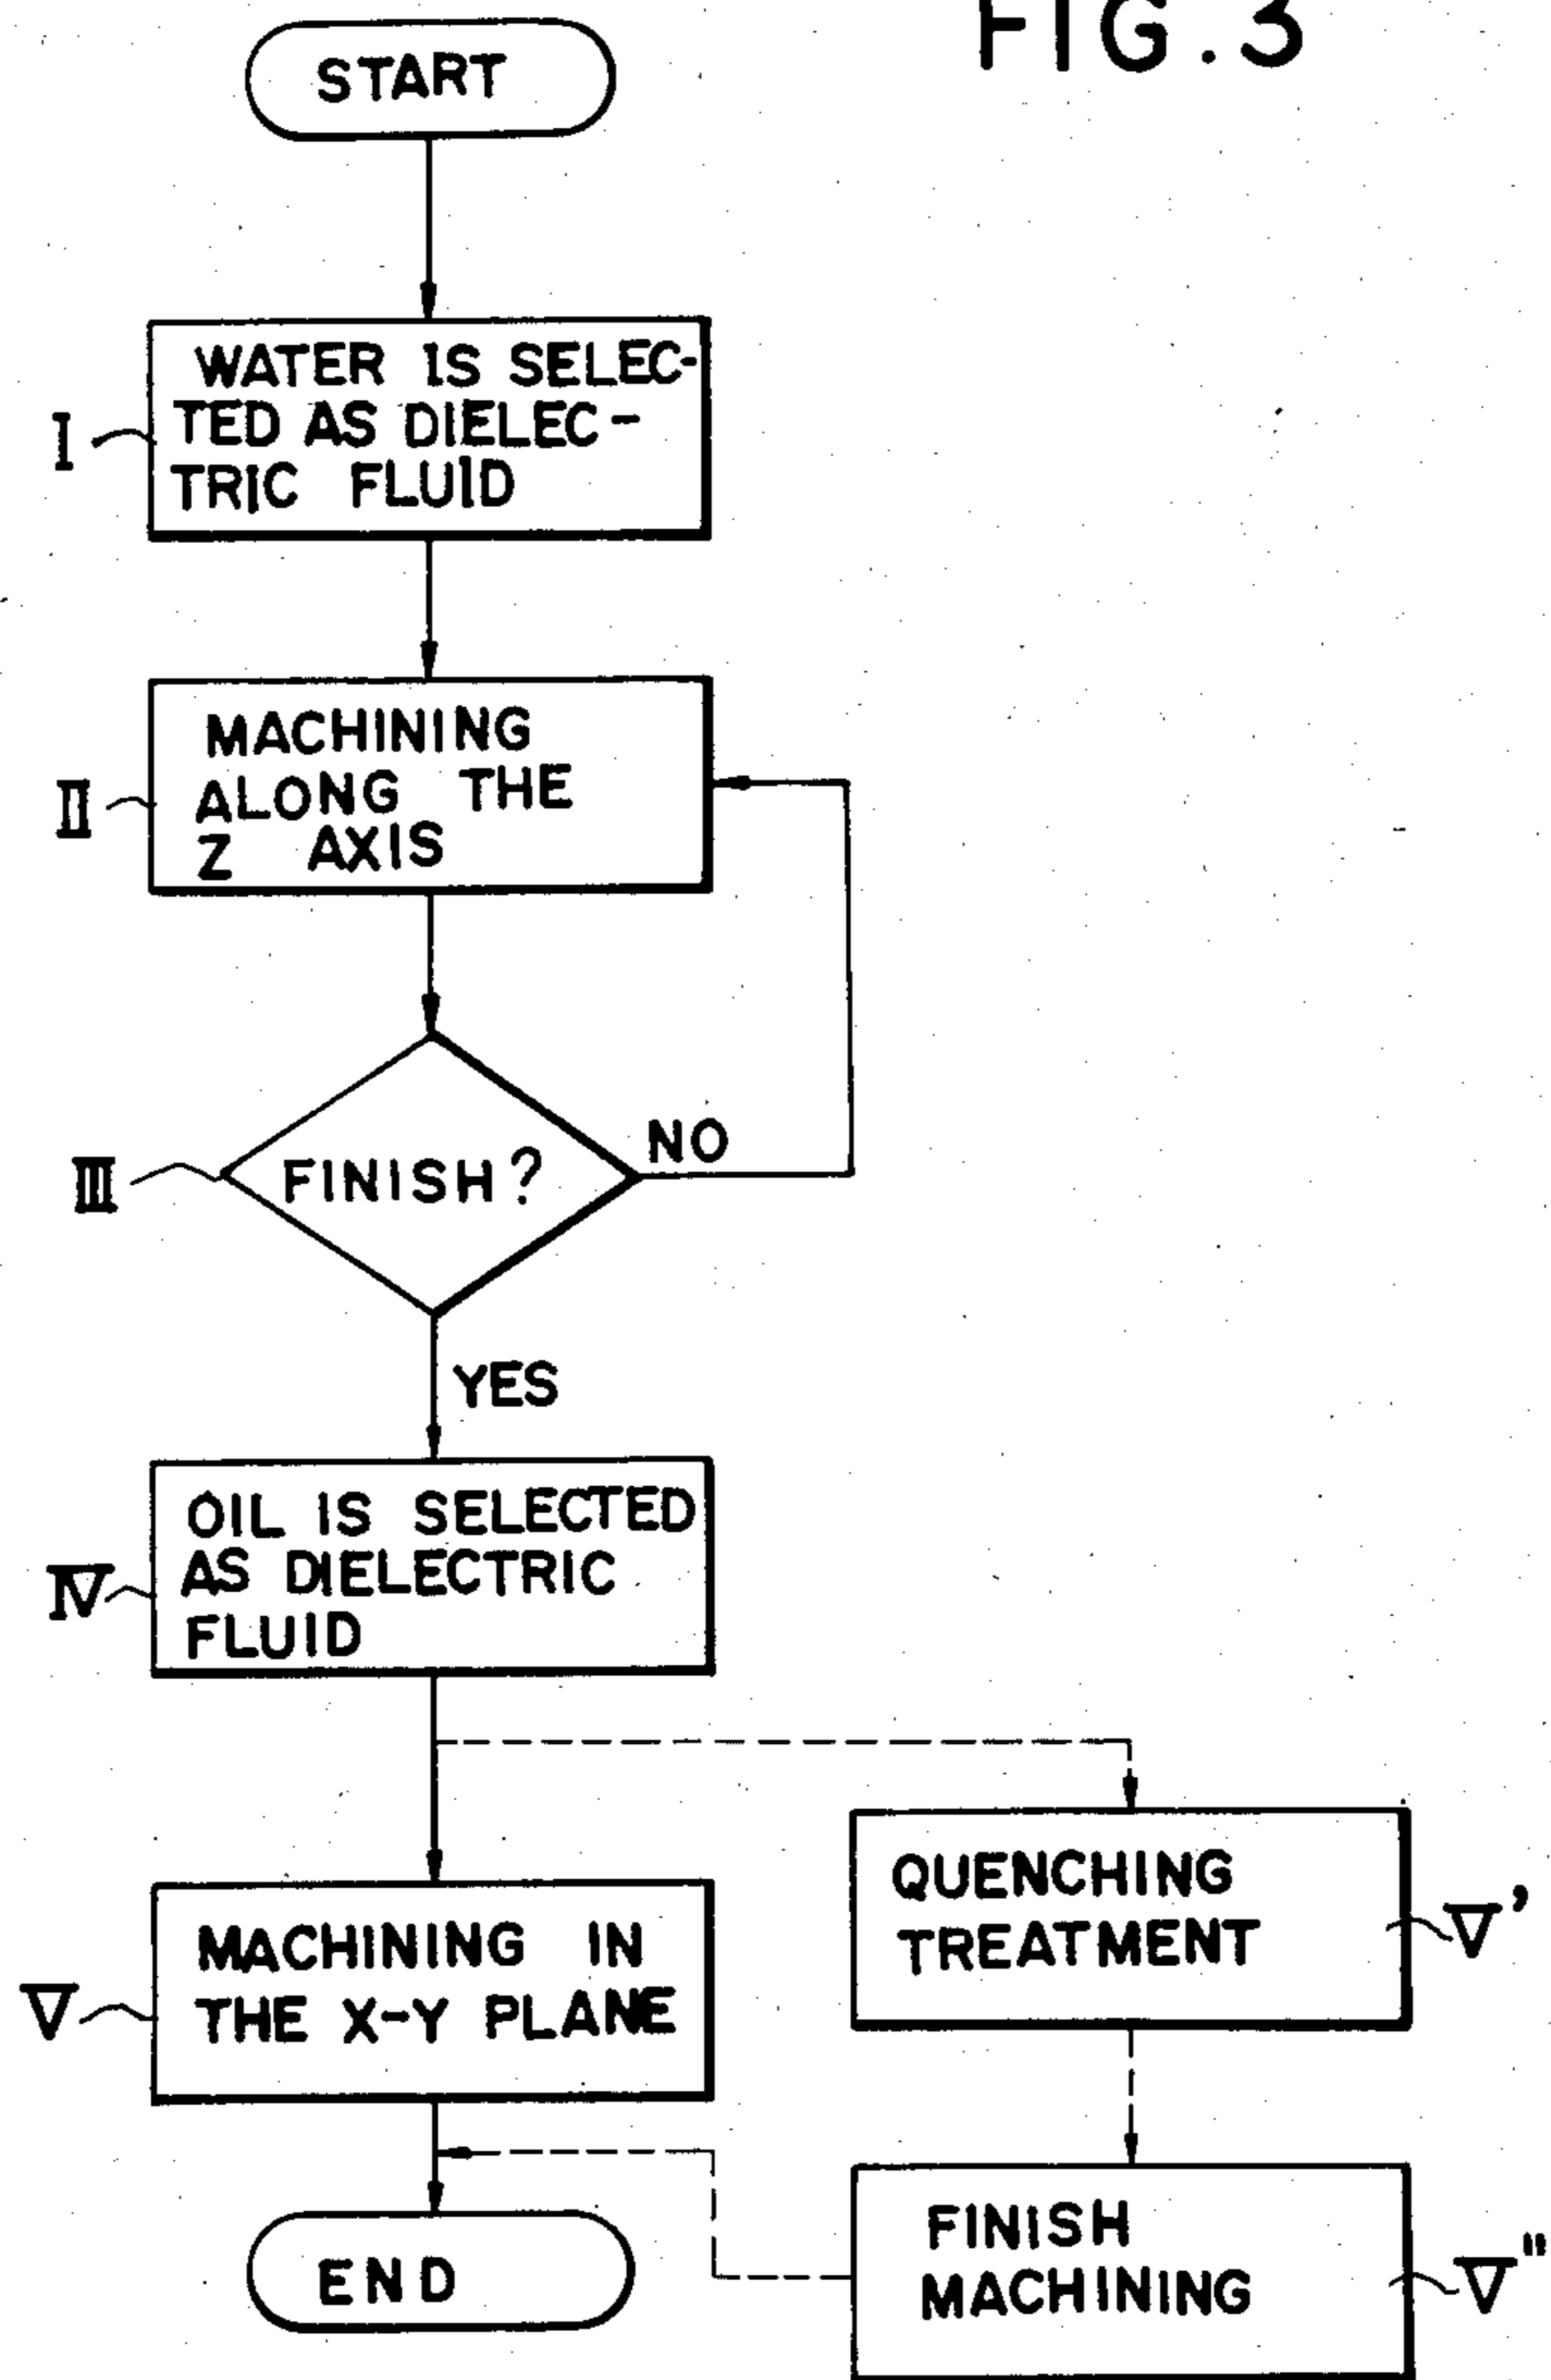 FIG. 3
START
I
WATER IS SELEC-
TED AS DIELEC-
TRIC FLUID
II
MACHINING
ALONG THE
Z AXIS
III
FINISH?
NO
YES
IV
OIL IS SELECTED
AS DIELECTRIC
FLUID
V
MACHINING IN
THE X-Y PLANE
QUENCHING
TREATMENT
V'
FINISH
MACHINING
V"
END